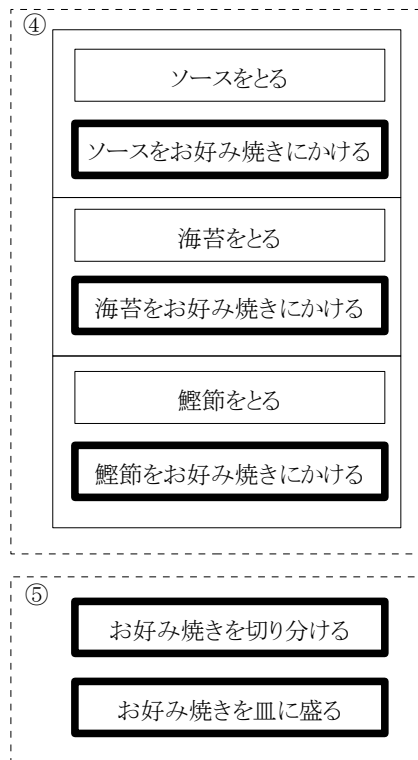 ④
ソースをとる
ソースをお好み焼きにかける
海苔をとる
海苔をお好み焼きにかける
鰹節をとる
鰹節をお好み焼きにかける
⑤
お好み焼きを切り分ける
お好み焼きを皿に盛る